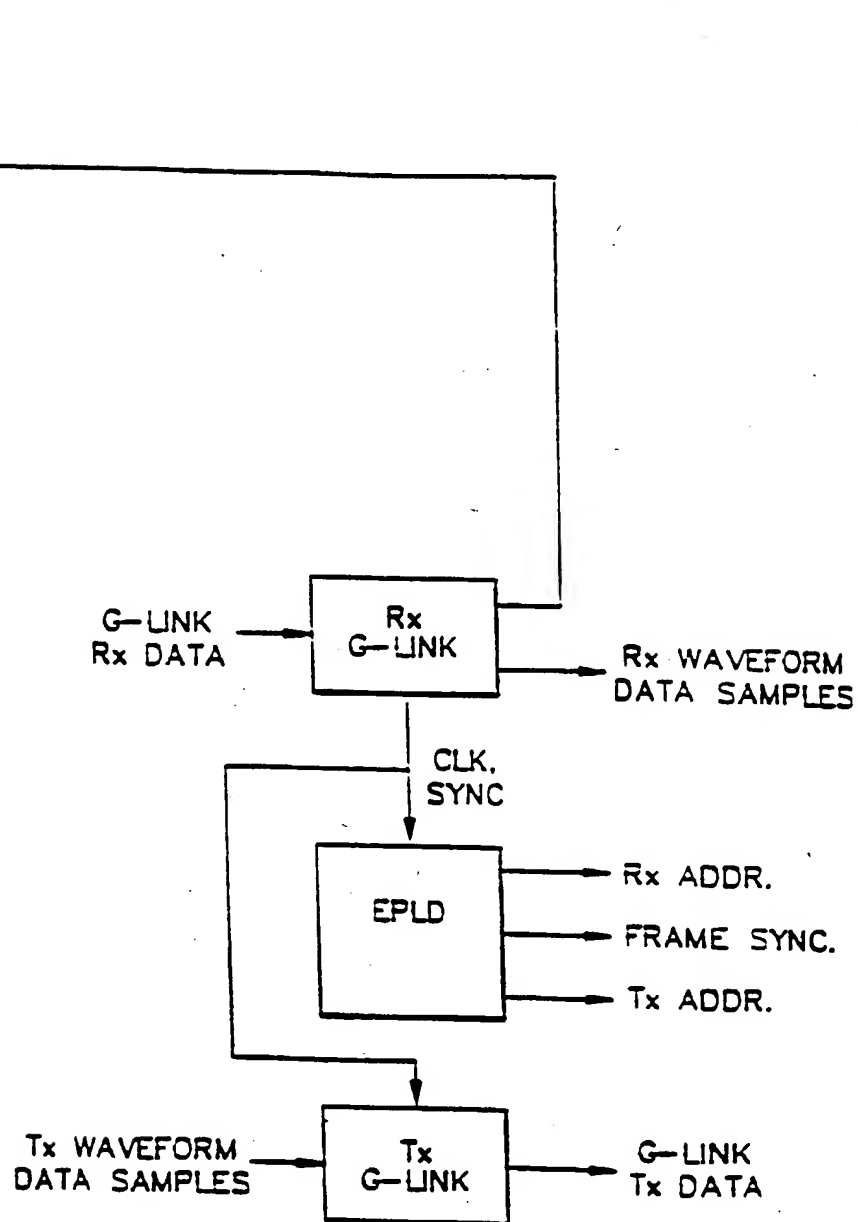 G-LINK
Rx DATA
Rx
G-LINK
Rx WAVEFORM
DATA SAMPLES
CLK.
SYNC
EPLD
Rx ADDR.
FRAME SYNC.
Tx ADDR.
Tx WAVEFORM
DATA SAMPLES
Tx
G-LINK
G-LINK
Tx DATA